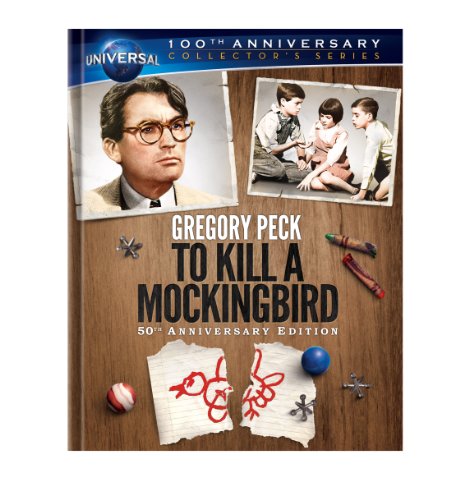 UNIVERSAL
100TH ANNIVERSARY
COLLECTOR'S SERIES
GREGORY PECK
TO KILL A
MOCKINGBIRD
50TH ANNIVERSARY EDITION